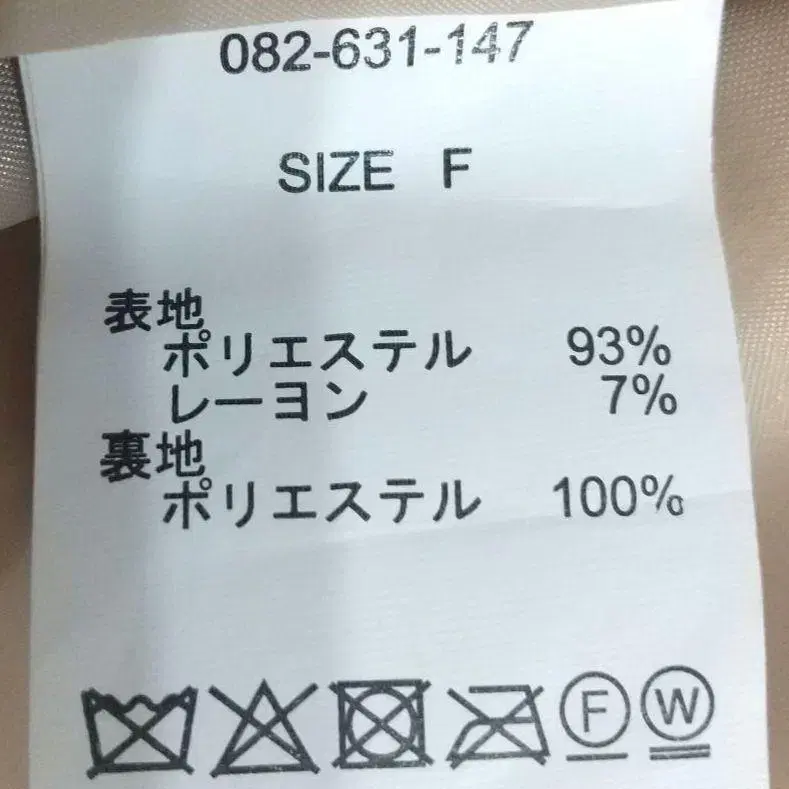 082-631-147
SIZE F
表地
ポリエステル 93%
レーヨン 7%
裏地
ポリエステル 100%
F W